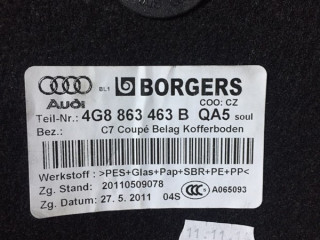 Audi
BL1
BORGERS
COO: CZ
Teil-Nr.: 4G8 863 463 B QA5 soul
Bez.: C7 Coupé Belag Kofferboden
Werkstoff : >PES+Glas+Pap+SBR+PE+PP<
Zg. Stand: 20110509078
A065093
Zg. Datum: 27. 5. 2011 04S